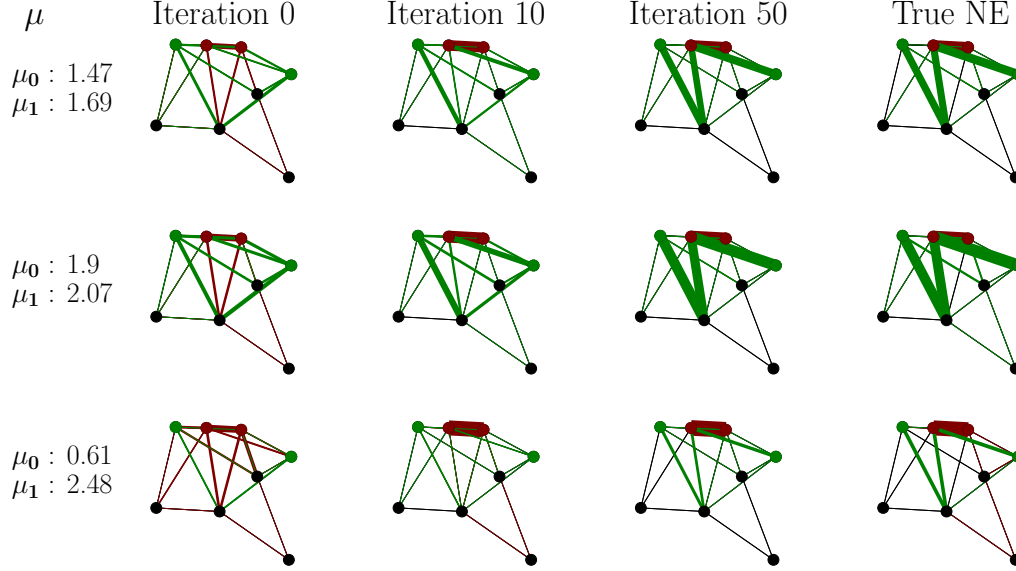 μ Iteration 0 Iteration 10 Iteration 50 True NE
μ₀ : 1.47
μ₁ : 1.69
μ₀ : 1.9
μ₁ : 2.07
μ₀ : 0.61
μ₁ : 2.48